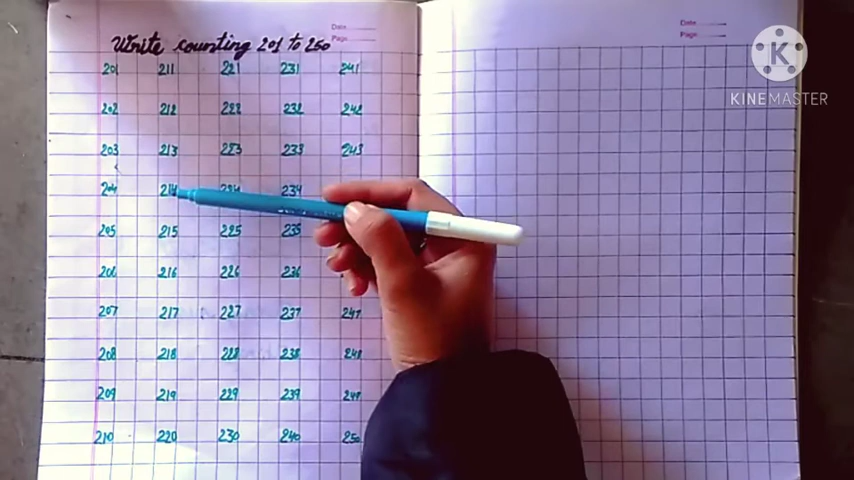 Date
Page
Write counting 201 to 250
201 211 221 231 241
202 212 222 232 242
203 213 223 233 243
204 214 224 234
205 215 225 235
206 216 226 236
207 217 227 237 247
208 218 228 238 248
209 219 229 239 249
210 220 230 240 250
Date
Page
K
KINEMASTER